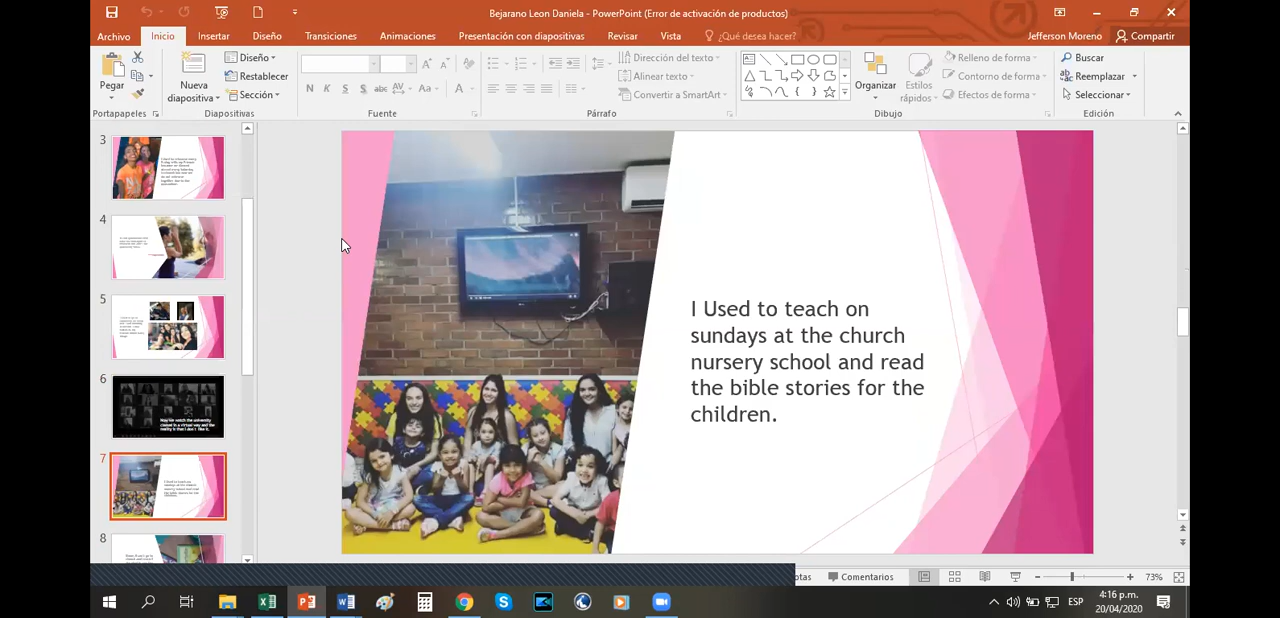 Bejarano Leon Daniela - PowerPoint (Error de activación de productos)
Archivo Inicio Insertar Diseño Transiciones Animaciones Presentación con diapositivas Revisar Vista ¿Qué desea hacer? Jefferson Moreno Compartir
Pegar
Nueva
diapositiva
Diseño
Restablecer
Sección
N K S S abc AV Aa A
Dirección del texto
Alinear texto
Convertir a SmartArt
Organizar
Estilos
rápidos
Relleno de forma
Contorno de forma
Efectos de forma
Buscar
Reemplazar
Seleccionar
Portapapeles Diapositivas Fuente Párrafo Dibujo Edición
3
4
5
6
7
8
I Used to teach on
sundays at the church
nursery school and read
the bible stories for the
children.
otas Comentarios 73%
ESP
4:16 p.m.
20/04/2020